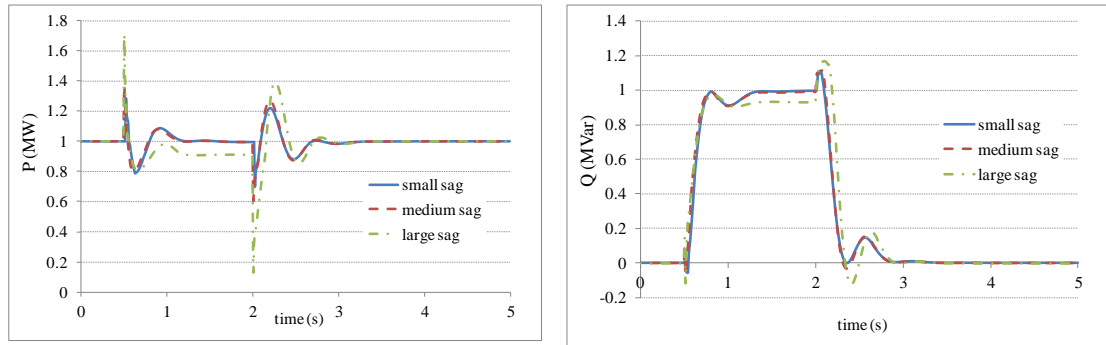 1.8
1.6
1.4
1.2
1
0.8
0.6
0.4
0.2
0
P (MW)
0 1 2 3 4 5
time (s)
small sag
medium sag
large sag
1.4
1.2
1
0.8
0.6
0.4
0.2
0
-0.2
Q (MVar)
0 1 2 3 4 5
time (s)
small sag
medium sag
large sag